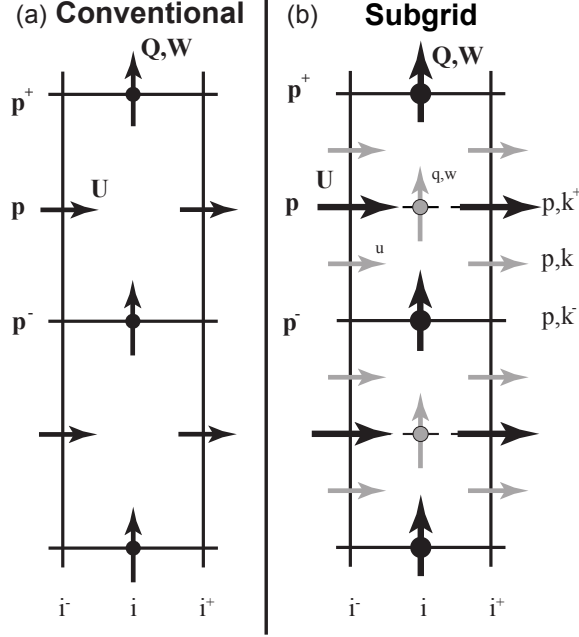 (a) Conventional
Q,W
p+
U
p
p-
i- i i+
(b) Subgrid
Q,W
p+
q,w
U
p
p,k+
u
p,k
p-
p,k-
i- i i+